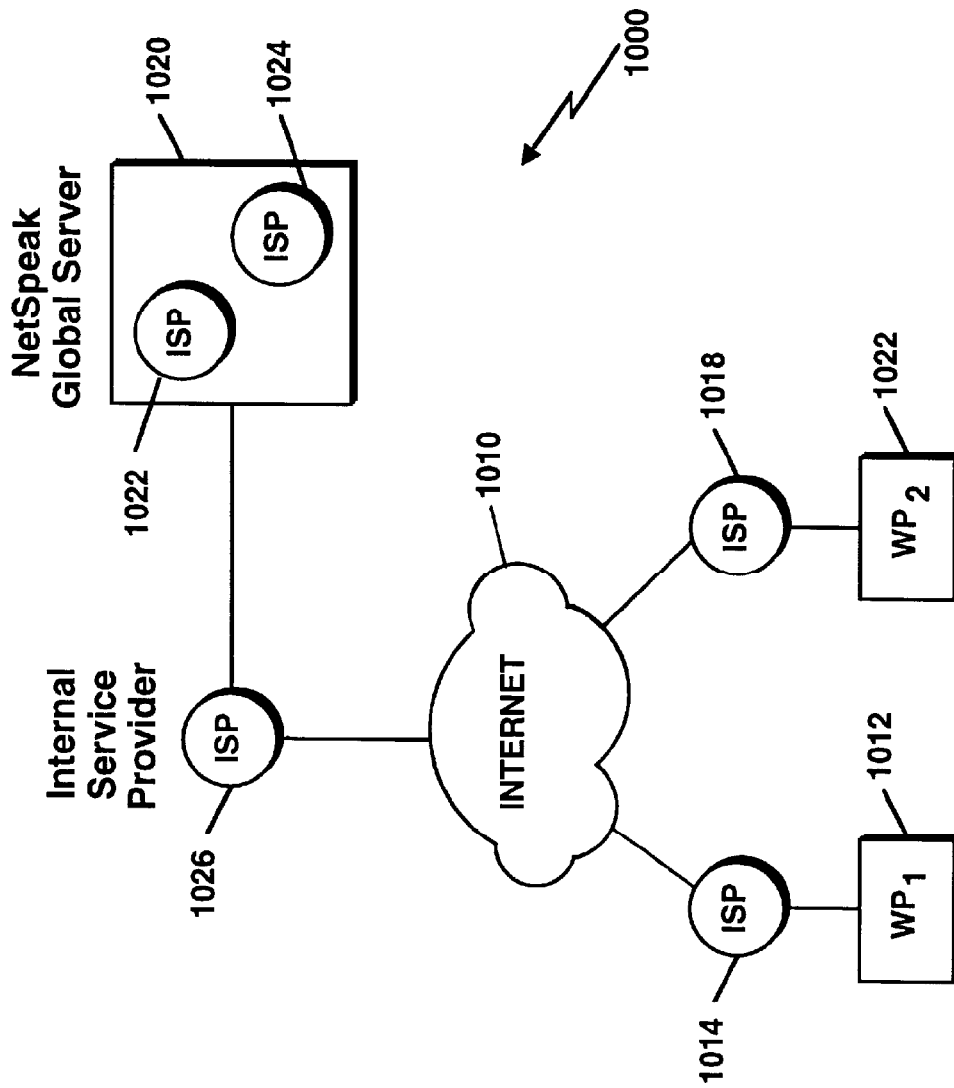 NetSpeak
Global Server
1020
ISP
ISP
1024
1022
1000
Internal
Service
Provider
ISP
1026
INTERNET
1010
ISP
1018
WP2
1022
ISP
1014
WP1
1012